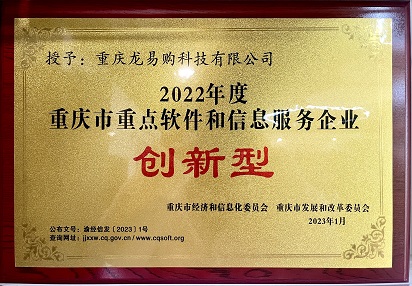 授予：重庆龙易购科技有限公司
2022年度
重庆市重点软件和信息服务企业
创新型
重庆市经济和信息化委员会 重庆市发展和改革委员会
2023年1月
公布文号：渝经信发〔2023〕1号
查询网址：jjxxw.cq.gov.cn / www.cqsoft.org